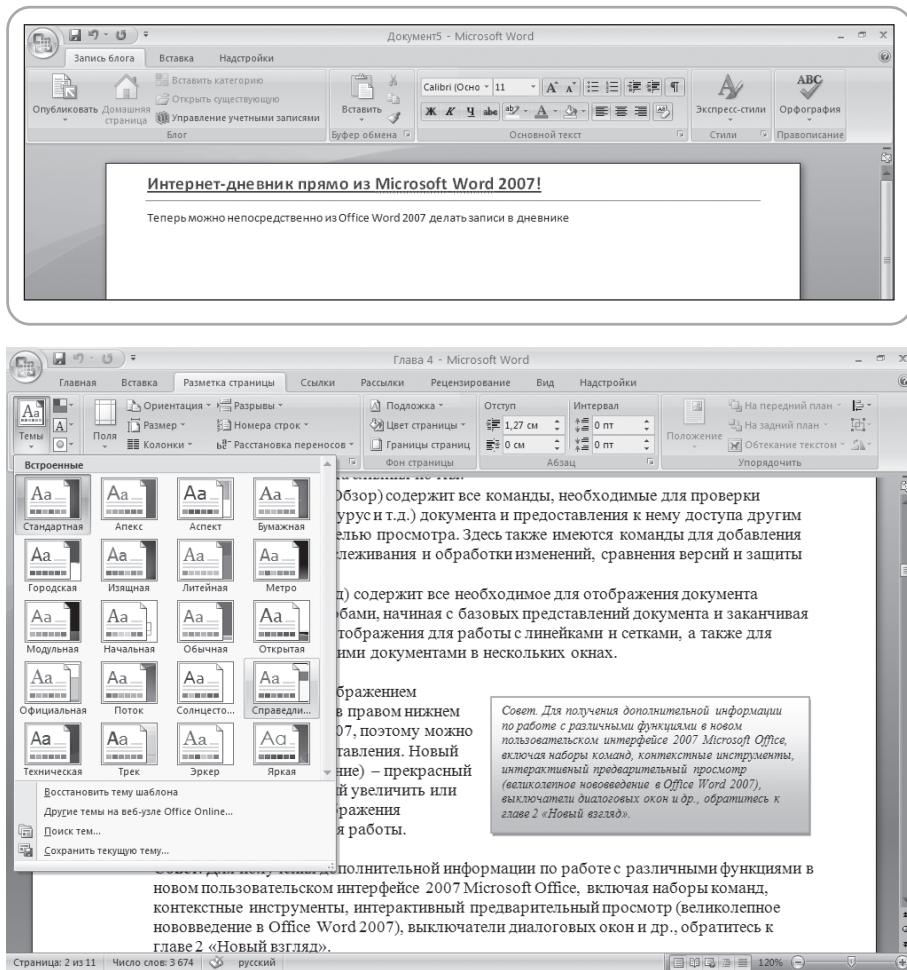 Документ5 - Microsoft Word
Запись блога Вставка Надстройки
Опубликовать
Домашняя страница
Вставить категорию
Открыть существующую
Управление учетными записями
Блог
Вставить
Буфер обмена
Calibri (Осно 11
Ж К Ч abe
Основной текст
Экспресс-стили
Стили
ABC
Орфография
Правописание
Интернет-дневник прямо из Microsoft Word 2007!
Теперь можно непосредственно из Office Word 2007 делать записи в дневнике
Глава 4 - Microsoft Word
Главная Вставка Разметка страницы Ссылки Рассылки Рецензирование Вид Надстройки
Темы
Поля
Ориентация
Размер
Колонки
Разрывы
Номера строк
Расстановка переносов
Подложка
Цвет страницы
Границы страниц
Фон страницы
Отступ
1,27 см
0 см
Интервал
0 пт
0 пт
Абзац
Положение
На передний план
На задний план
Обтекание текстом
Упорядочить
Встроенные
Стандартная Апекс Аспект Бумажная
Городская Изящная Литейная Метро
Модульная Начальная Обычная Открытая
Официальная Поток Солнцесто... Справедли...
Техническая Трек Эркер Яркая
Восстановить тему шаблона
Другие темы на веб-узле Office Online...
Поиск тем...
Сохранить текущую тему...
Обзор) содержит все команды, необходимые для проверки
урус и т.д.) документа и предоставления к нему доступа другим
елью просмотра. Здесь также имеются команды для добавления
слеживания и обработки изменений, сравнения версий и защиты
д) содержит все необходимое для отображения документа
бами, начиная с базовых представлений документа и заканчивая
отображения для работы с линейками и сетками, а также для
ими документами в нескольких окнах.
бражением
в правом нижнем
07, поэтому можно
тавления. Новый
ние) – прекрасный
й увеличить или
ражения
я работы.
Совет. Для получения дополнительной информации
по работе с различными функциями в новом
пользовательском интерфейсе 2007 Microsoft Office,
включая наборы команд, контекстные инструменты,
интерактивный предварительный просмотр
(великолепное нововведение в Office Word 2007),
выключатели диалоговых окон и др., обратитесь к
главе 2 «Новый взгляд».
Совет. Для получения дополнительной информации по работе с различными функциями в
новом пользовательском интерфейсе 2007 Microsoft Office, включая наборы команд,
контекстные инструменты, интерактивный предварительный просмотр (великолепное
нововведение в Office Word 2007), выключатели диалоговых окон и др., обратитесь к
главе 2 «Новый взгляд».
Страница: 2 из 11 Число слов: 3 674 русский 120%